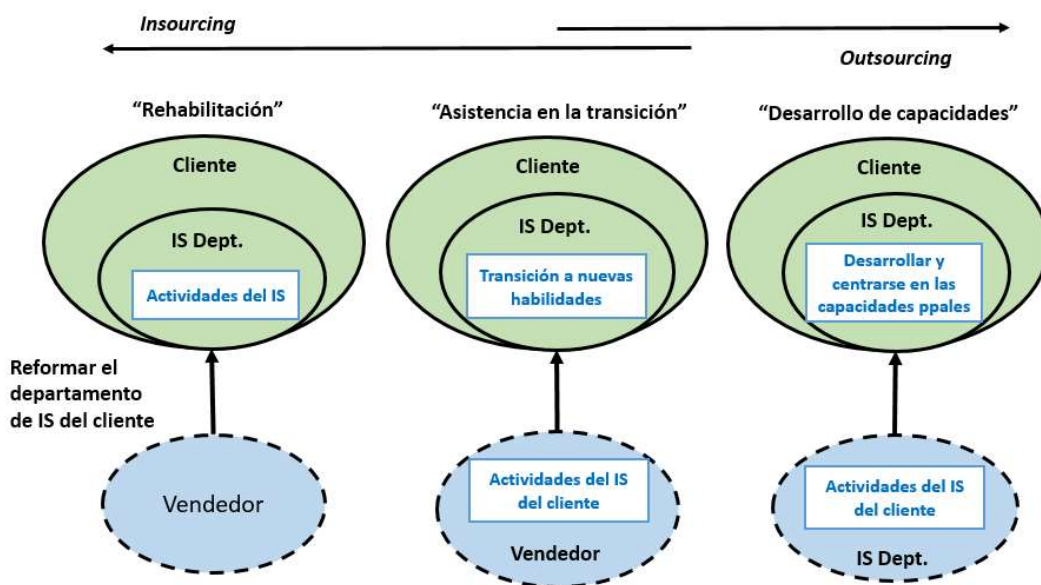 Insourcing
Outsourcing
“Rehabilitación”
“Asistencia en la transición”
“Desarrollo de capacidades”
Cliente
IS Dept.
Actividades del IS
Cliente
IS Dept.
Transición a nuevas
habilidades
Cliente
IS Dept.
Desarrollar y
centrarse en las
capacidades ppales
Reformar el
departamento
de IS del cliente
Vendedor
Actividades del IS
del cliente
Vendedor
Actividades del IS
del cliente
IS Dept.